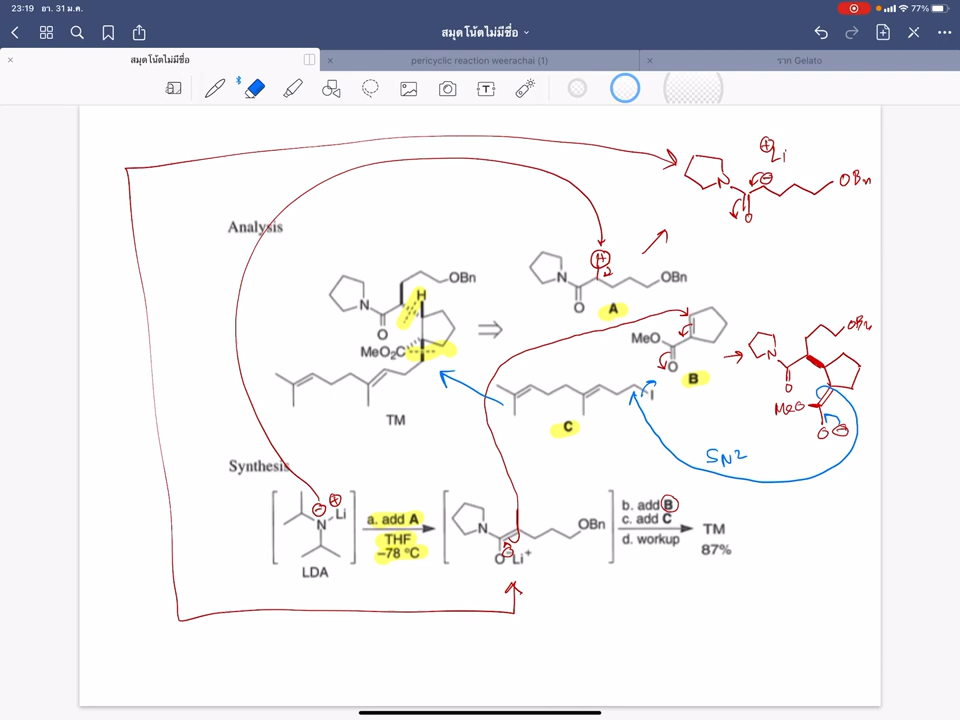 23:19 อา. 31 ม.ค.
77%
สมุดโน้ตไม่มีชื่อ
สมุดโน้ตไม่มีชื่อ
pericyclic reaction weerachai (1)
ราก Gelato
T
⊕
Li
N
⊖
OBn
O
Analysis
H
2
N
O
OBn
A
OBn
H
N
O
MeO₂C
TM
⇒
MeO
O
B
I
C
OBn
N
O
MeO
O ⊖
SN2
Synthesis
⊖ ⊕
N
Li
LDA
a. add A
THF
–78 °C
N
OBn
O⁻Li⁺
b. add B
c. add C
d. workup
TM
87%